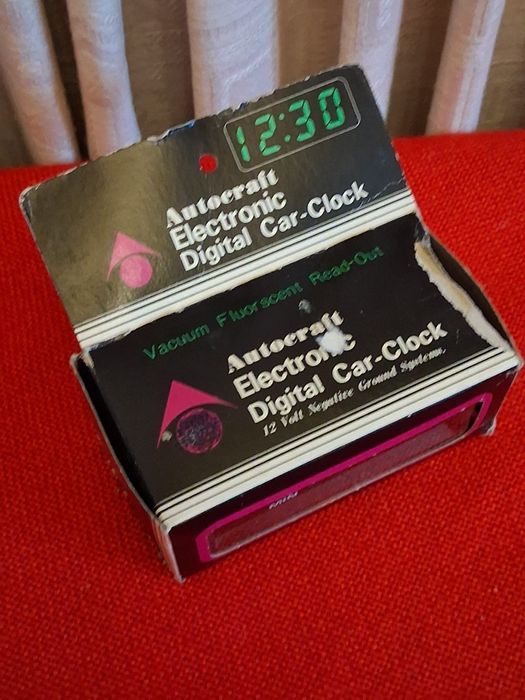 12:30
Autocraft
Electronic
Digital Car-Clock
Vacuum Fluorscent Read-Out
Autocraft
Electronic
Digital Car-Clock
12 Volt Negative Ground Systems.
MIN